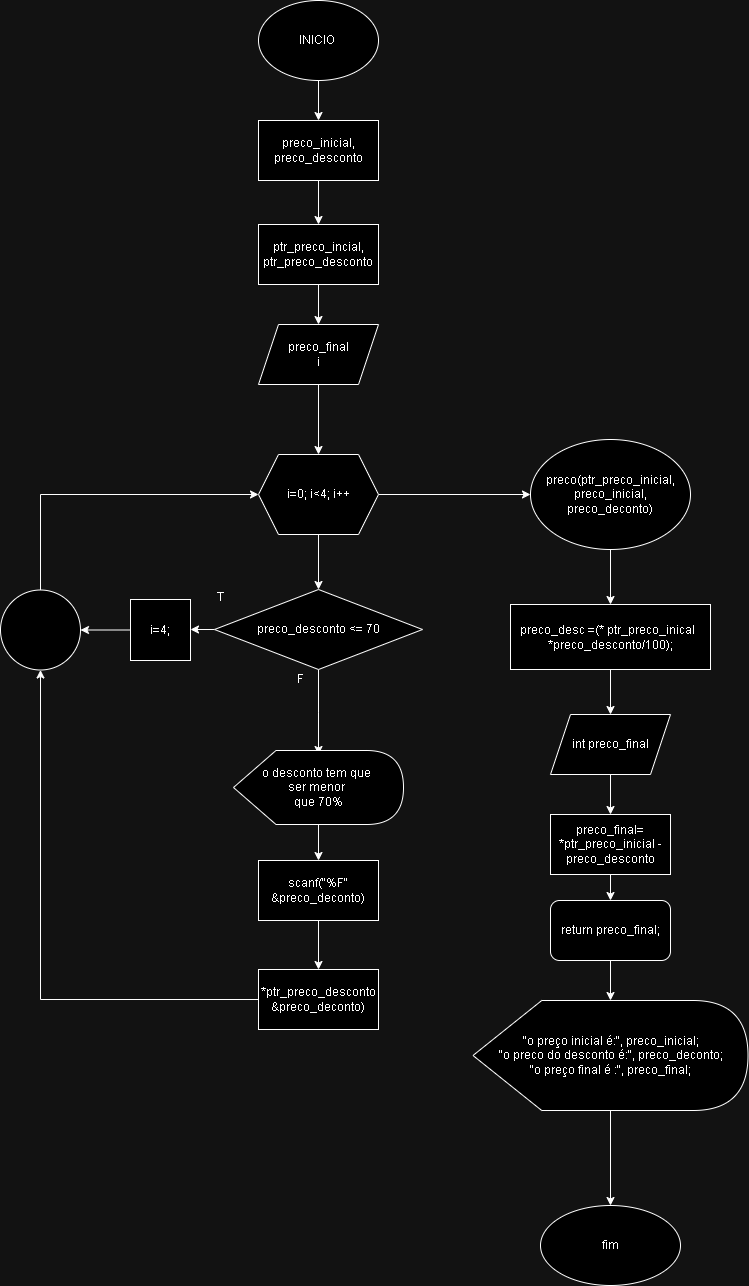 INICIO
preco_inicial,
preco_desconto
ptr_preco_incial,
ptr_preco_desconto
preco_final
i
i=0; i<4; i++
T
preco_desconto <= 70
i=4;
F
o desconto tem que
ser menor
que 70%
scanf("%F"
&preco_deconto)
*ptr_preco_desconto
&preco_deconto)
preco(ptr_preco_inicial,
preco_inicial,
preco_deconto)
preco_desc =(* ptr_preco_inical
*preco_desconto/100);
int preco_final
preco_final=
*ptr_preco_inicial -
preco_desconto
return preco_final;
"o preço inicial é:", preco_inicial;
"o preco do desconto é:", preco_deconto;
"o preço final é :", preco_final;
fim